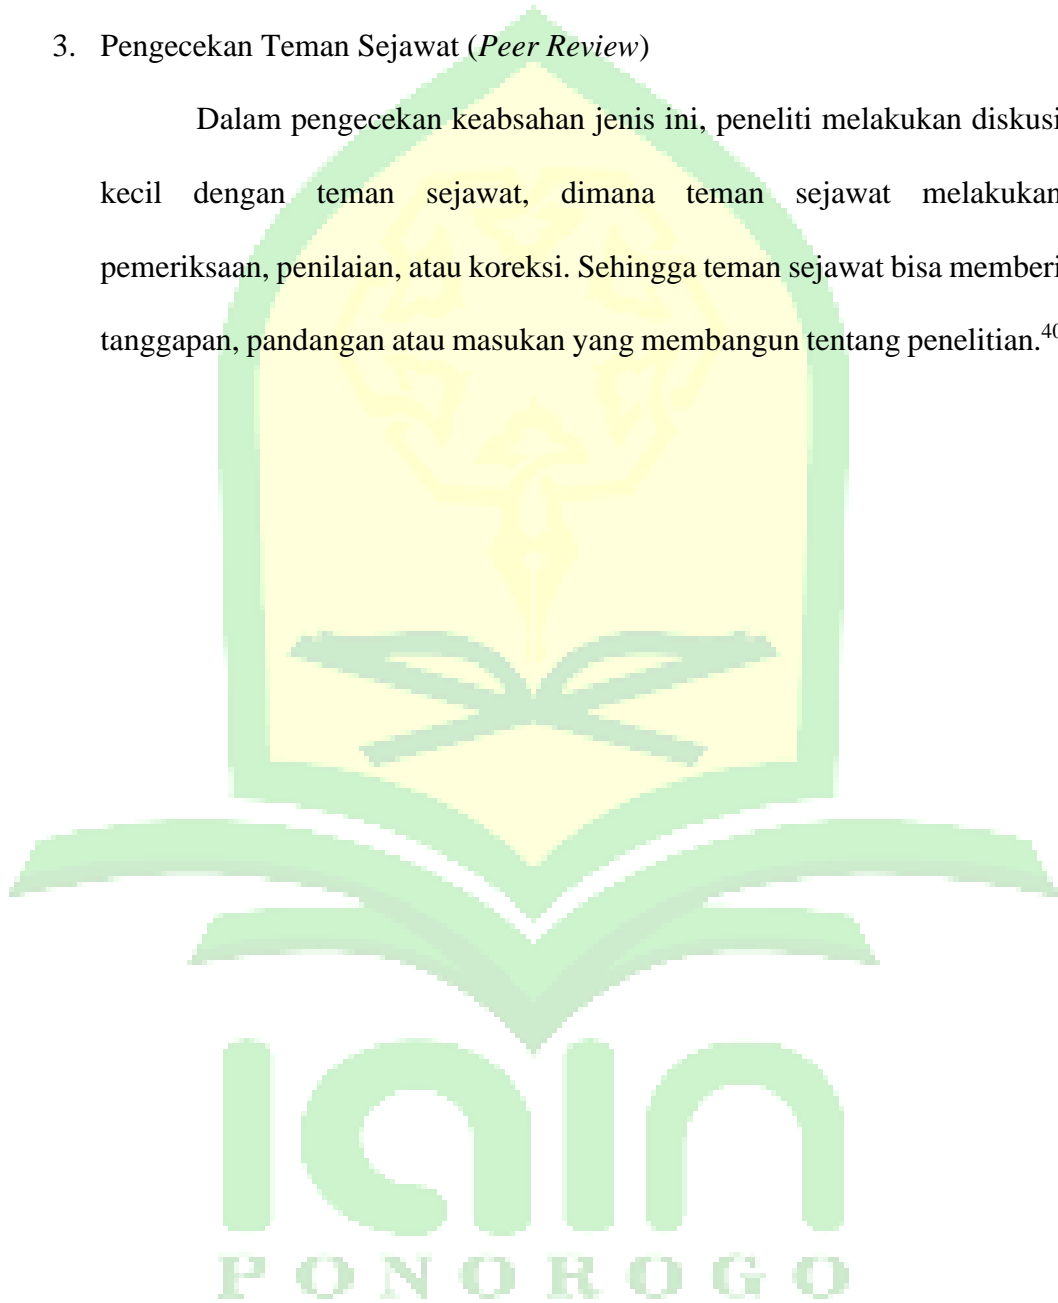 3. Pengecekan Teman Sejawat (Peer Review)
Dalam pengecekan keabsahan jenis ini, peneliti melakukan diskusi
kecil dengan teman sejawat, dimana teman sejawat melakukan
pemeriksaan, penilaian, atau koreksi. Sehingga teman sejawat bisa memberi
tanggapan, pandangan atau masukan yang membangun tentang penelitian.40
iain
PONOROGO